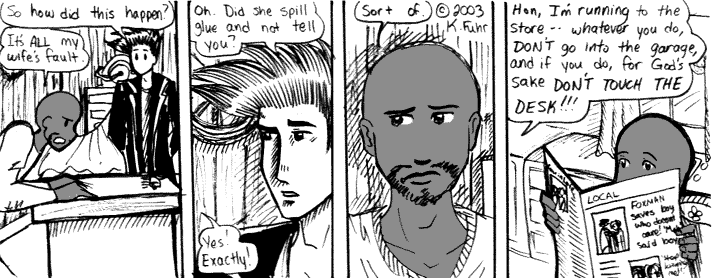 So how did this happen?
It's ALL my
wife's fault.
Oh. Did she spill
glue and not tell
you?
Yes!
Exactly!
Sort of.
© 2003
K. Fuhr
Hon, I'm running to the
store -- whatever you do,
DON'T go into the garage,
and if you do, for God's
sake DON'T TOUCH THE
DESK!!!
LOCAL
saves boy
who doesn't
care!
said boy.